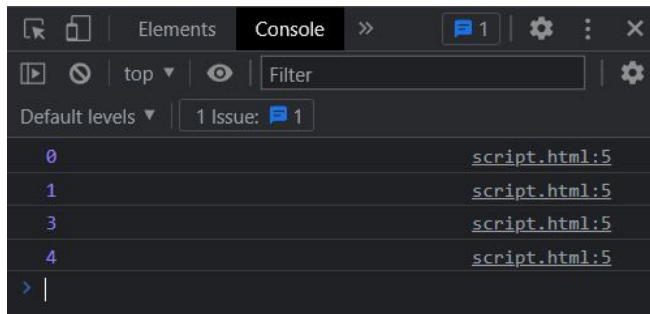 Elements Console » 1
top ▼ Filter
Default levels ▼ 1 Issue: 1
0 script.html:5
1 script.html:5
3 script.html:5
4 script.html:5
>